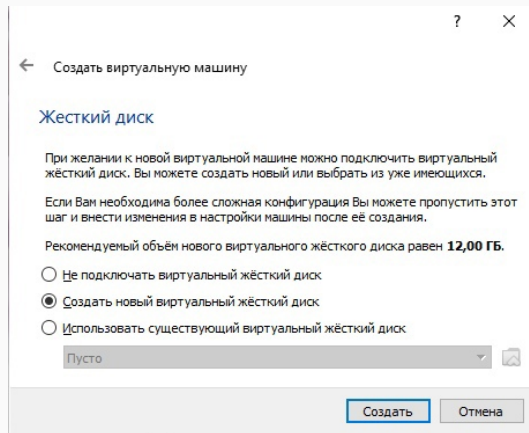 ?
Создать виртуальную машину
Жесткий диск
При желании к новой виртуальной машине можно подключить виртуальный
жёсткий диск. Вы можете создать новый или выбрать из уже имеющихся.
Если Вам необходима более сложная конфигурация Вы можете пропустить этот
шаг и внести изменения в настройки машины после её создания.
Рекомендуемый объём нового виртуального жёсткого диска равен 12,00 ГБ.
Не подключать виртуальный жёсткий диск
Создать новый виртуальный жёсткий диск
Использовать существующий виртуальный жёсткий диск
Пусто
Создать Отмена